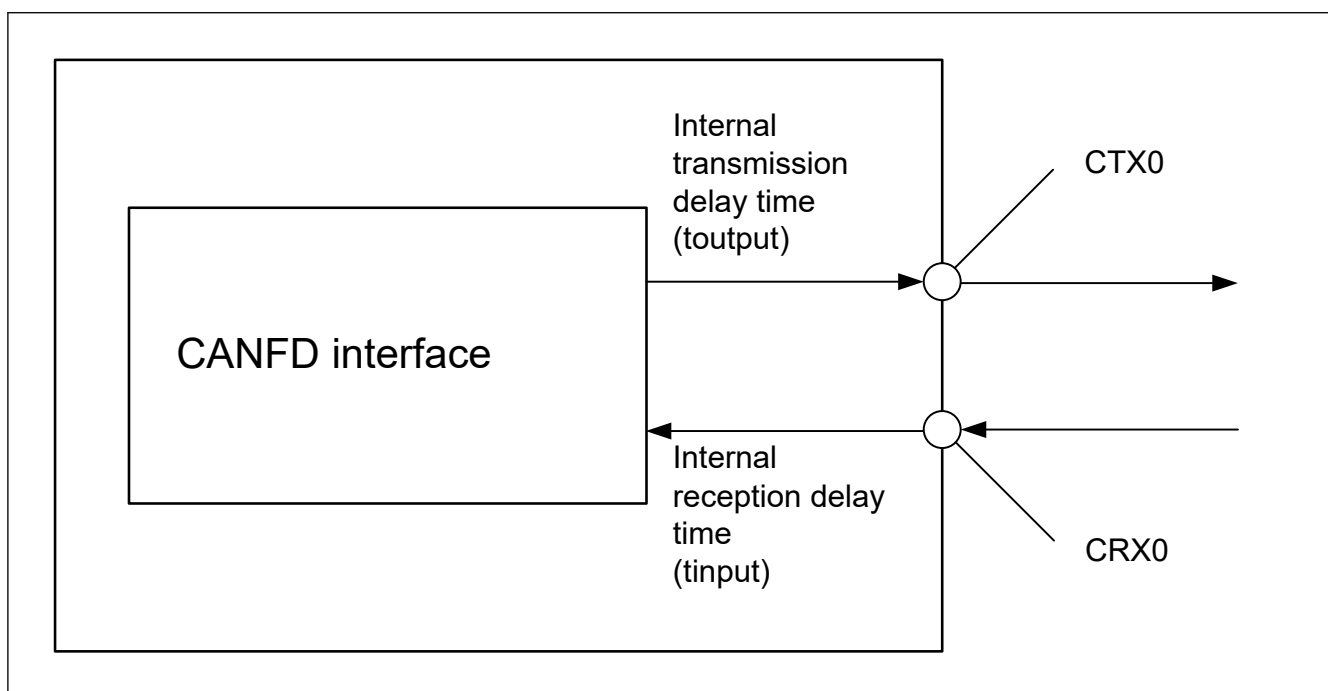 Internal
transmission
delay time
(toutput)
CTX0
CANFD interface
Internal
reception delay
time
(tinput)
CRX0